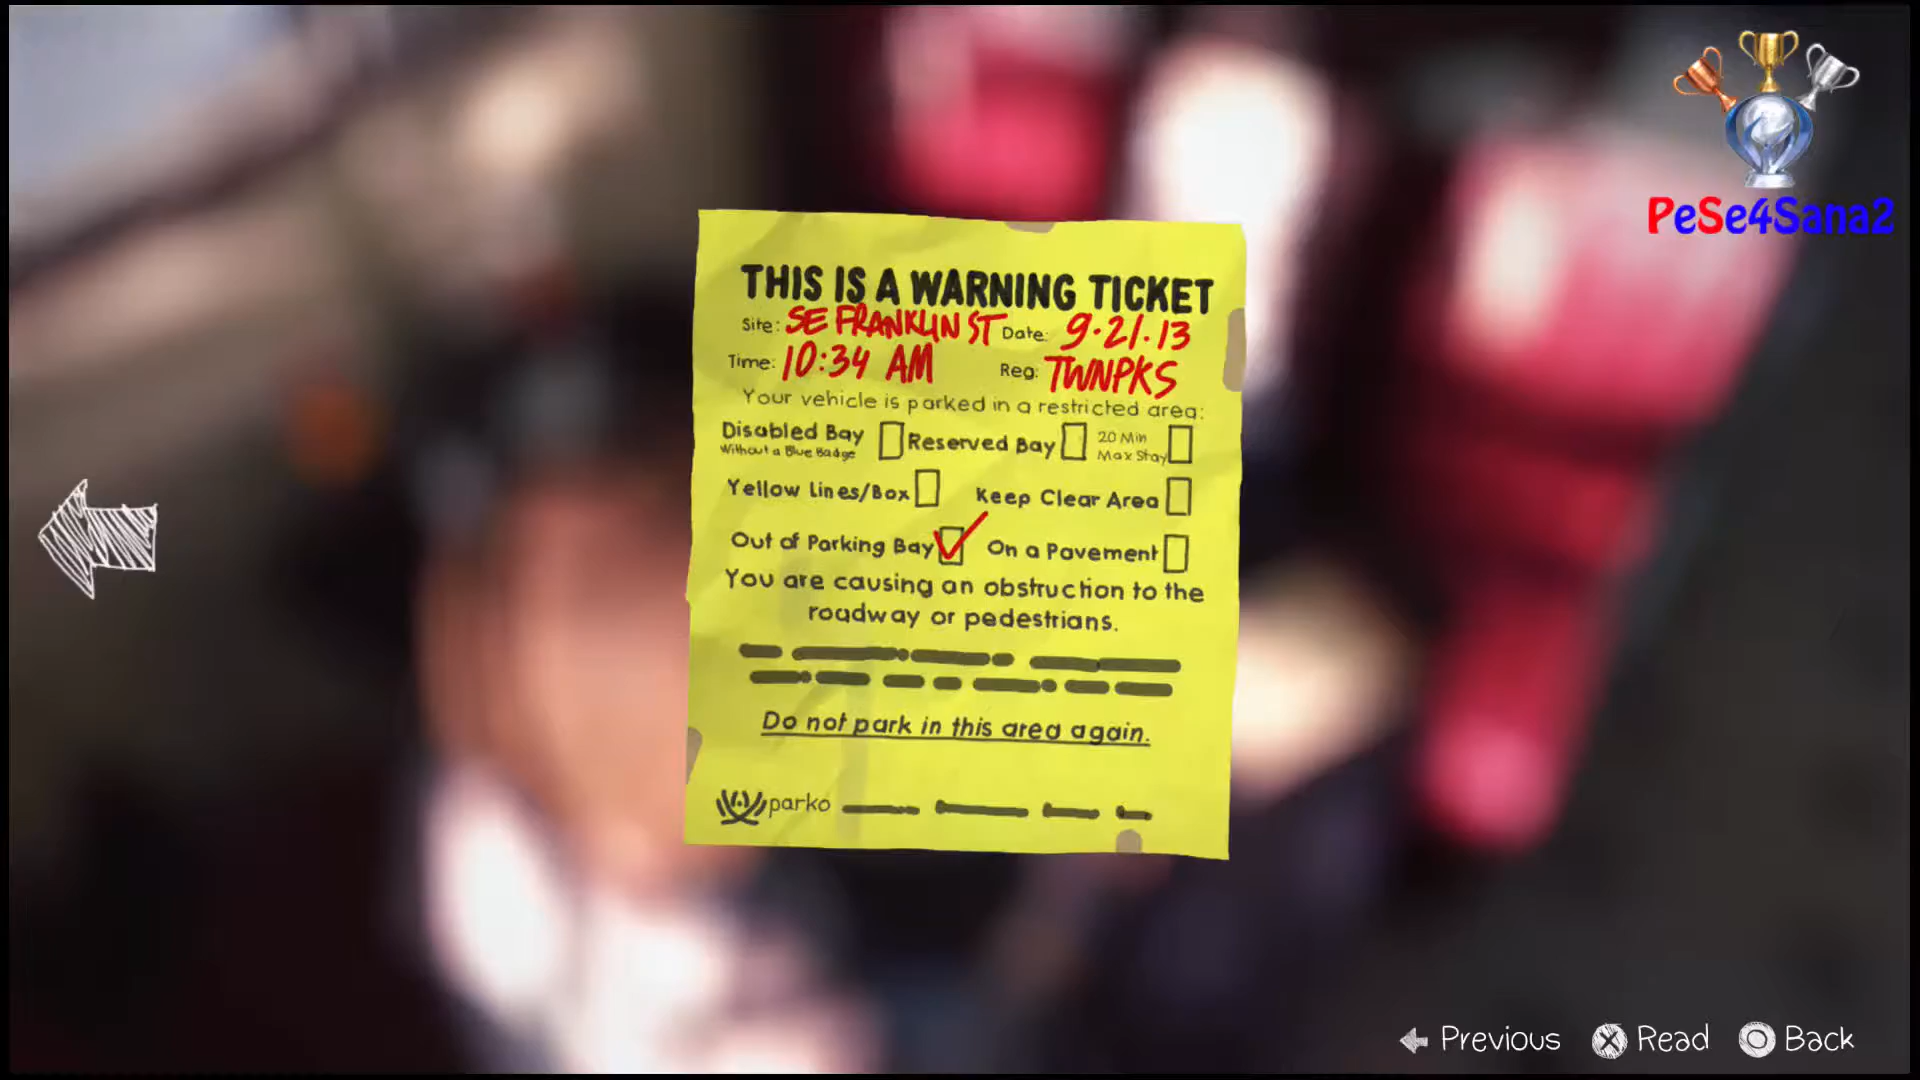 PeSe4Sana2
THIS IS A WARNING TICKET
Site: SE FRANKLIN ST Date: 9.21.13
Time: 10:34 AM Reg: TWNPKS
Your vehicle is parked in a restricted area:
Disabled Bay Reserved Bay 20 Min
Without a Blue Badge Max Stay
Yellow Lines/Box Keep Clear Area
Out of Parking Bay On a Pavement
You are causing an obstruction to the
roadway or pedestrians.
Do not park in this area again.
parko
Previous Read Back